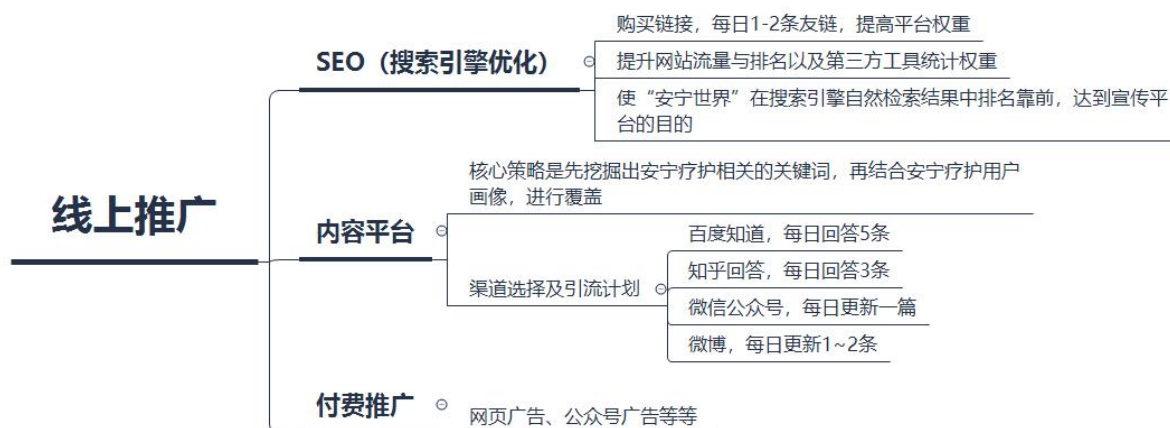 线上推广
SEO（搜索引擎优化）
购买链接，每日1-2条友链，提高平台权重
提升网站流量与排名以及第三方工具统计权重
使“安宁世界”在搜索引擎自然检索结果中排名靠前，达到宣传平
台的目的
内容平台
核心策略是先挖掘出安宁疗护相关的关键词，再结合安宁疗护用户
画像，进行覆盖
渠道选择及引流计划
百度知道，每日回答5条
知乎回答，每日回答3条
微信公众号，每日更新一篇
微博，每日更新1~2条
付费推广
网页广告、公众号广告等等